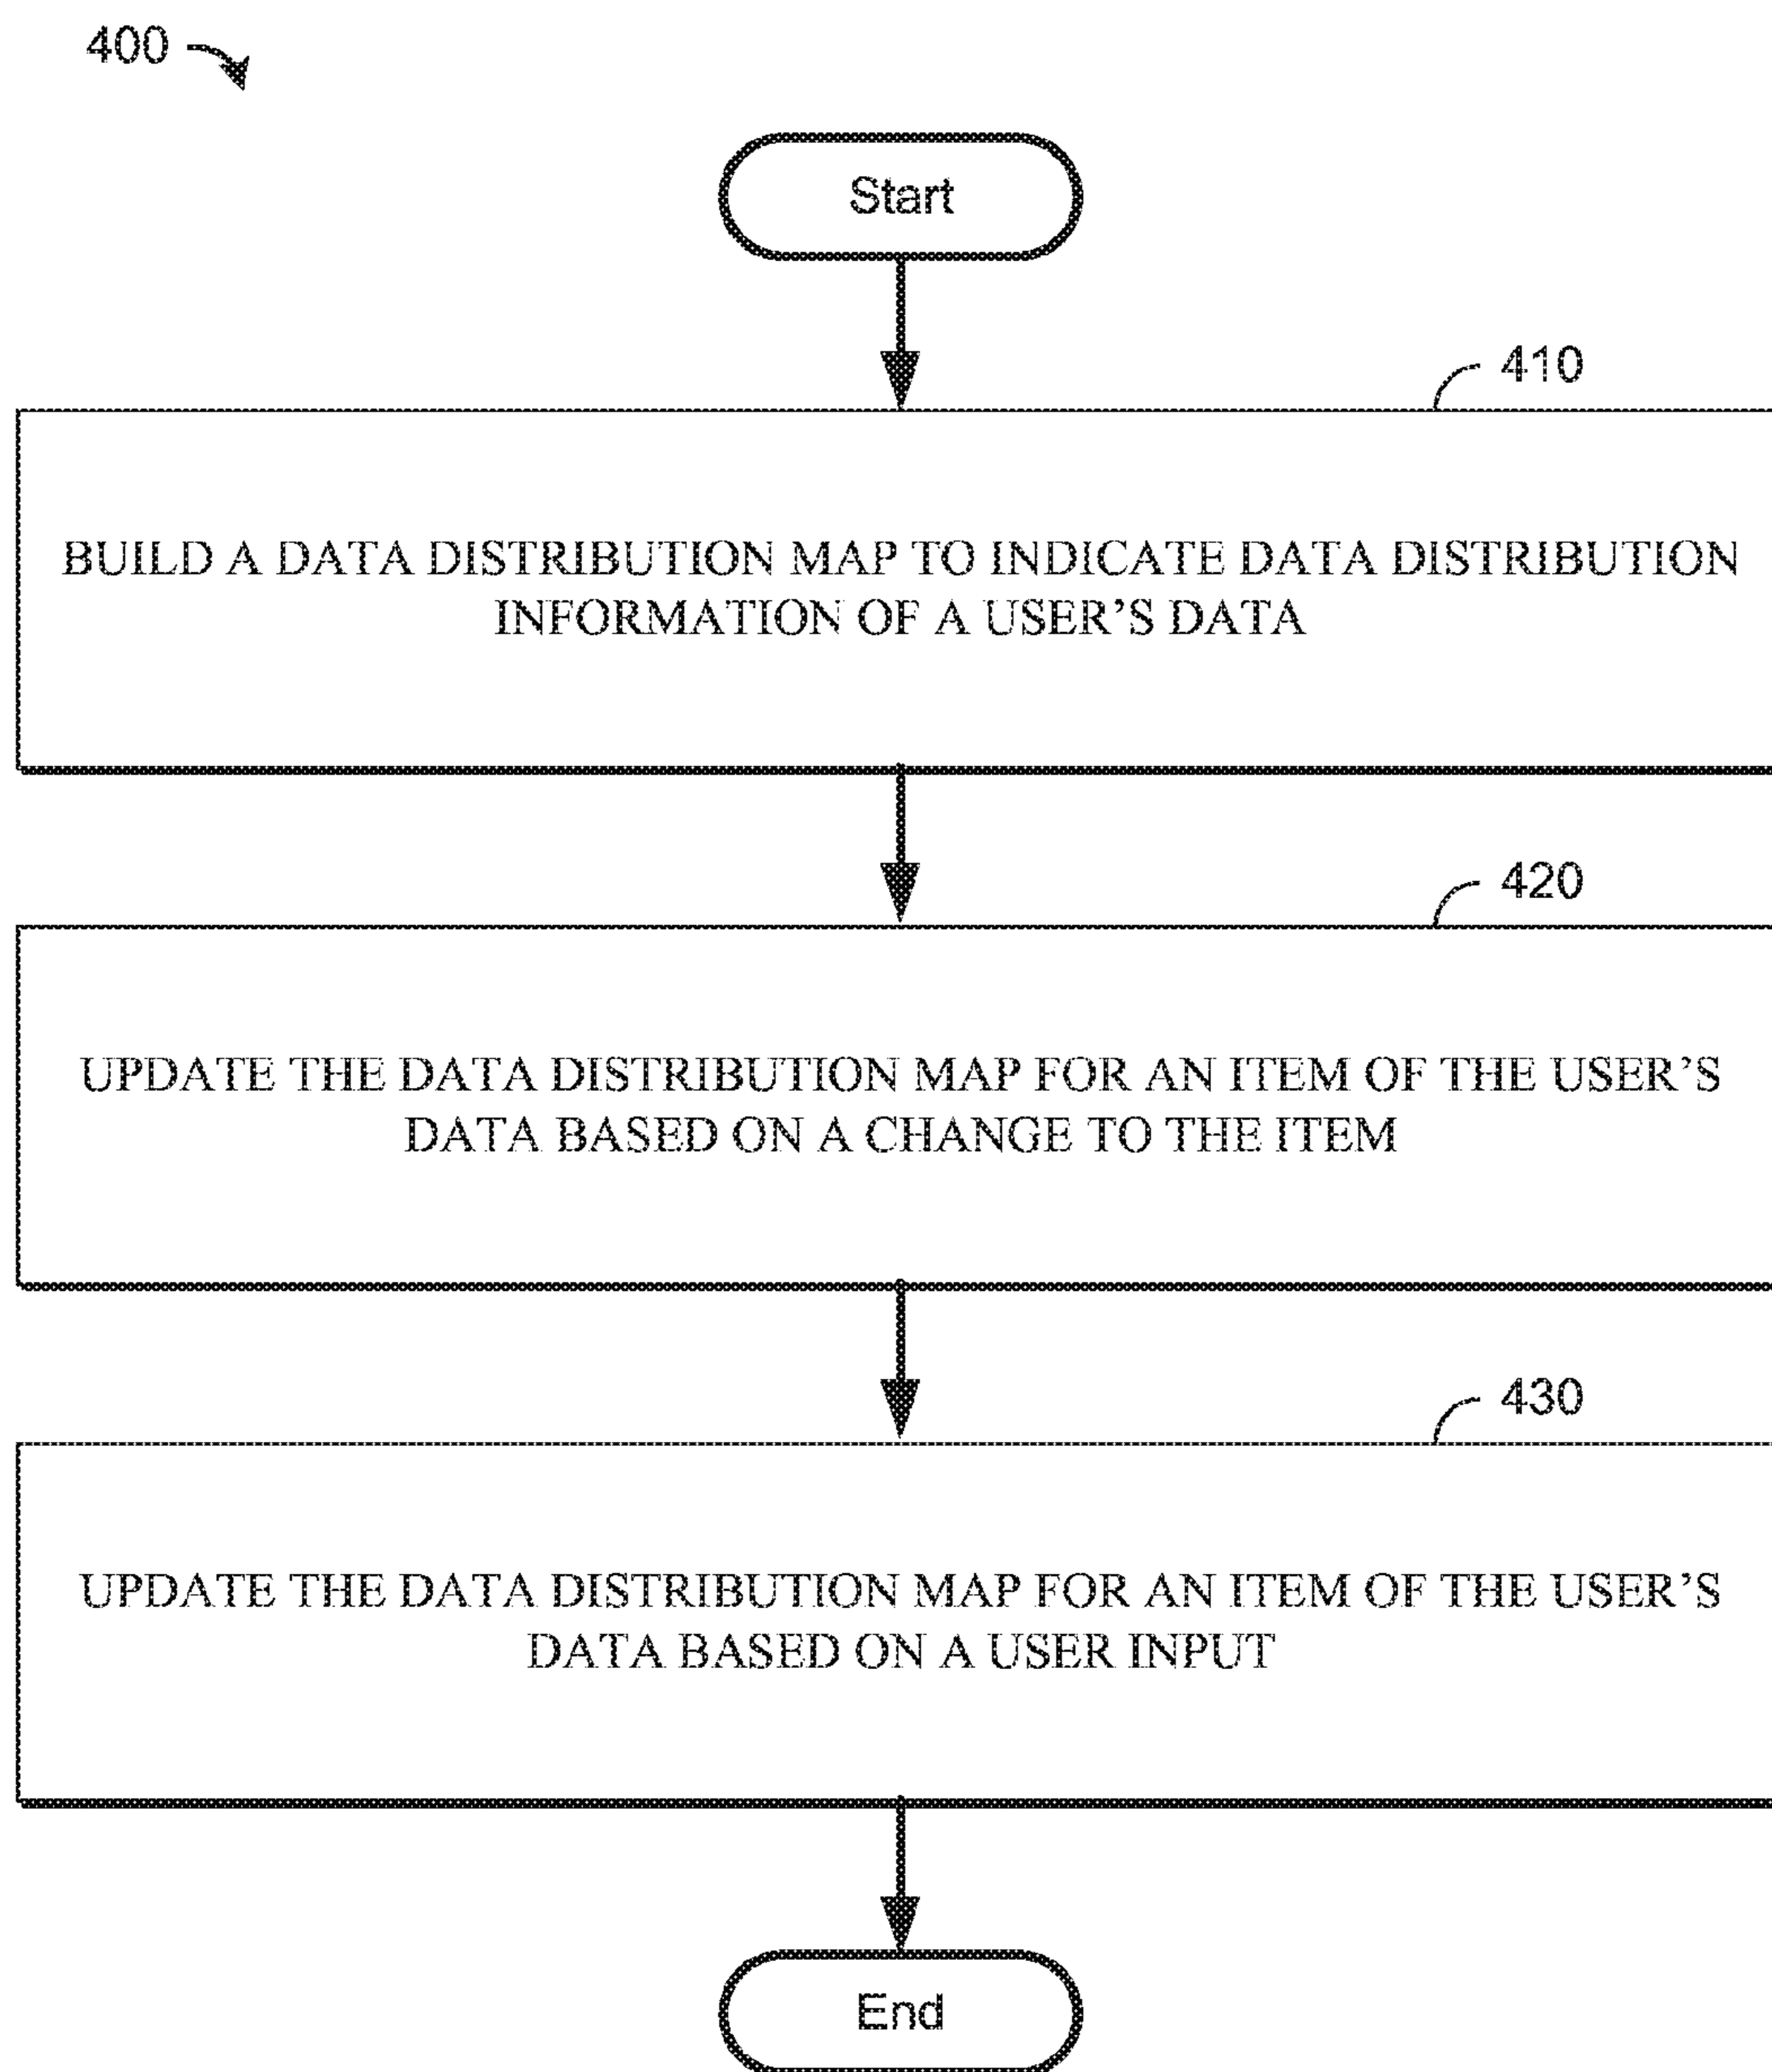 400
Start
410
BUILD A DATA DISTRIBUTION MAP TO INDICATE DATA DISTRIBUTION
INFORMATION OF A USER’S DATA
420
UPDATE THE DATA DISTRIBUTION MAP FOR AN ITEM OF THE USER’S
DATA BASED ON A CHANGE TO THE ITEM
430
UPDATE THE DATA DISTRIBUTION MAP FOR AN ITEM OF THE USER’S
DATA BASED ON A USER INPUT
End